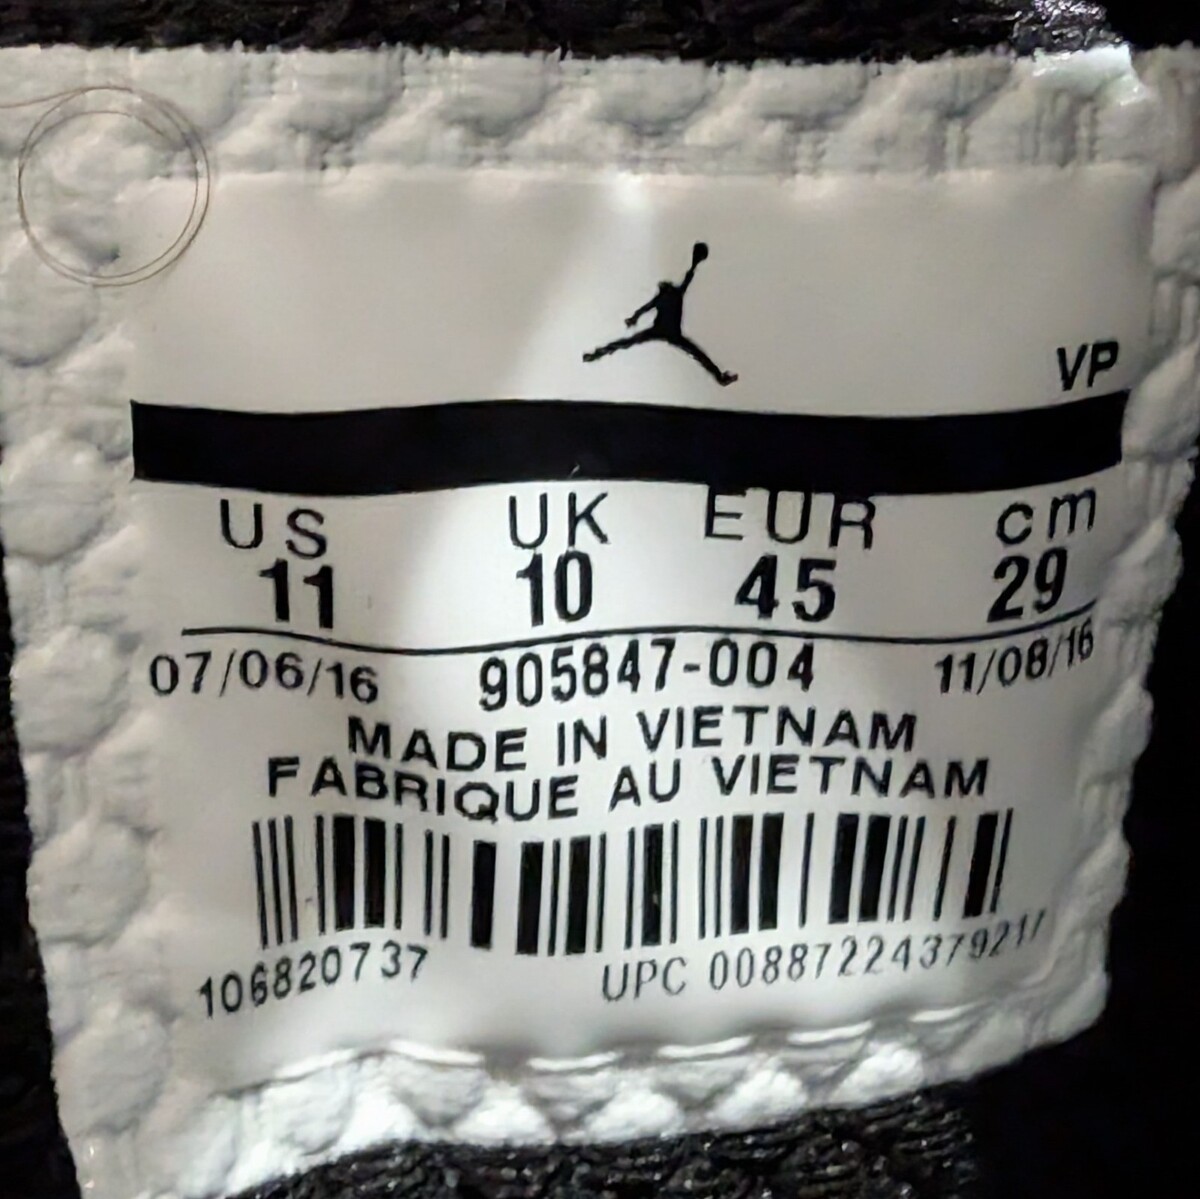 VP
US UK EUR cm
11 10 45 29
07/06/16 905847-004 11/08/16
MADE IN VIETNAM
FABRIQUE AU VIETNAM
106820737 UPC 00887224379217